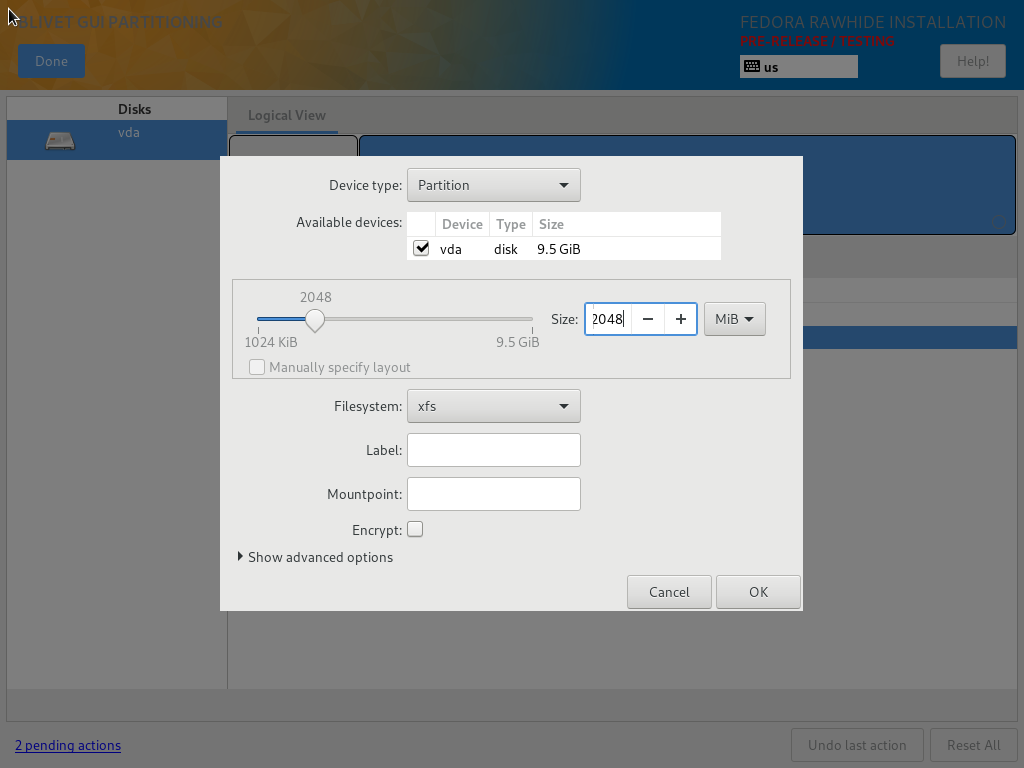 BLIVET GUI PARTITIONING
FEDORA RAWHIDE INSTALLATION
PRE-RELEASE / TESTING
Done
us
Help!
Disks
vda
Logical View
Device type: Partition
Available devices:
Device Type Size
vda disk 9.5 GiB
2048
Size: 2048 − + MiB
1024 KiB 9.5 GiB
Manually specify layout
Filesystem: xfs
Label:
Mountpoint:
Encrypt:
Show advanced options
Cancel OK
2 pending actions
Undo last action Reset All